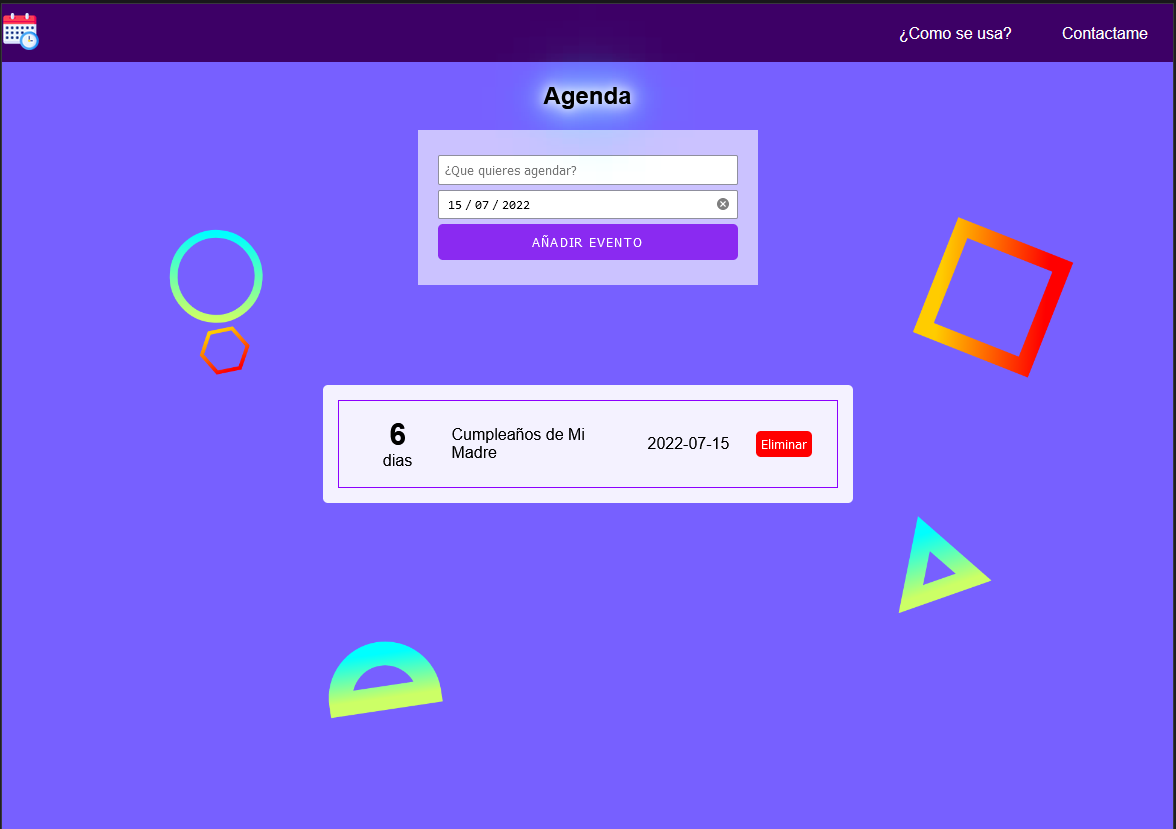 ¿Como se usa?
Contactame
Agenda
¿Que quieres agendar?
15 / 07 / 2022
AÑADIR EVENTO
6
dias
Cumpleaños de Mi
Madre
2022-07-15
Eliminar